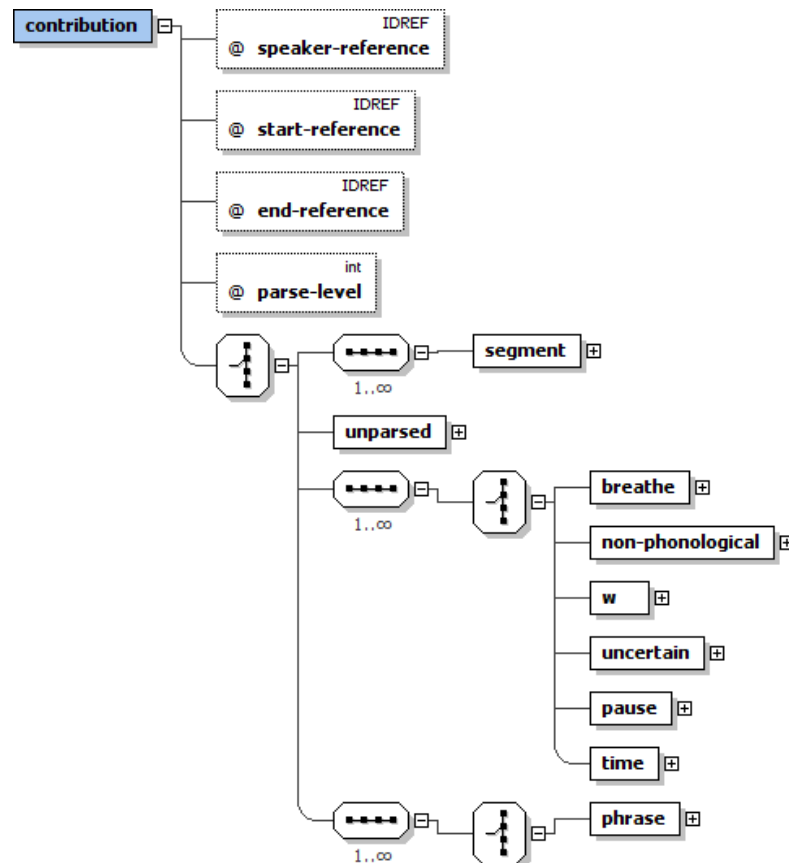 contribution
IDREF
@ speaker-reference
IDREF
@ start-reference
IDREF
@ end-reference
int
@ parse-level
segment
1..∞
unparsed
1..∞
breathe
non-phonological
w
uncertain
pause
time
1..∞
phrase